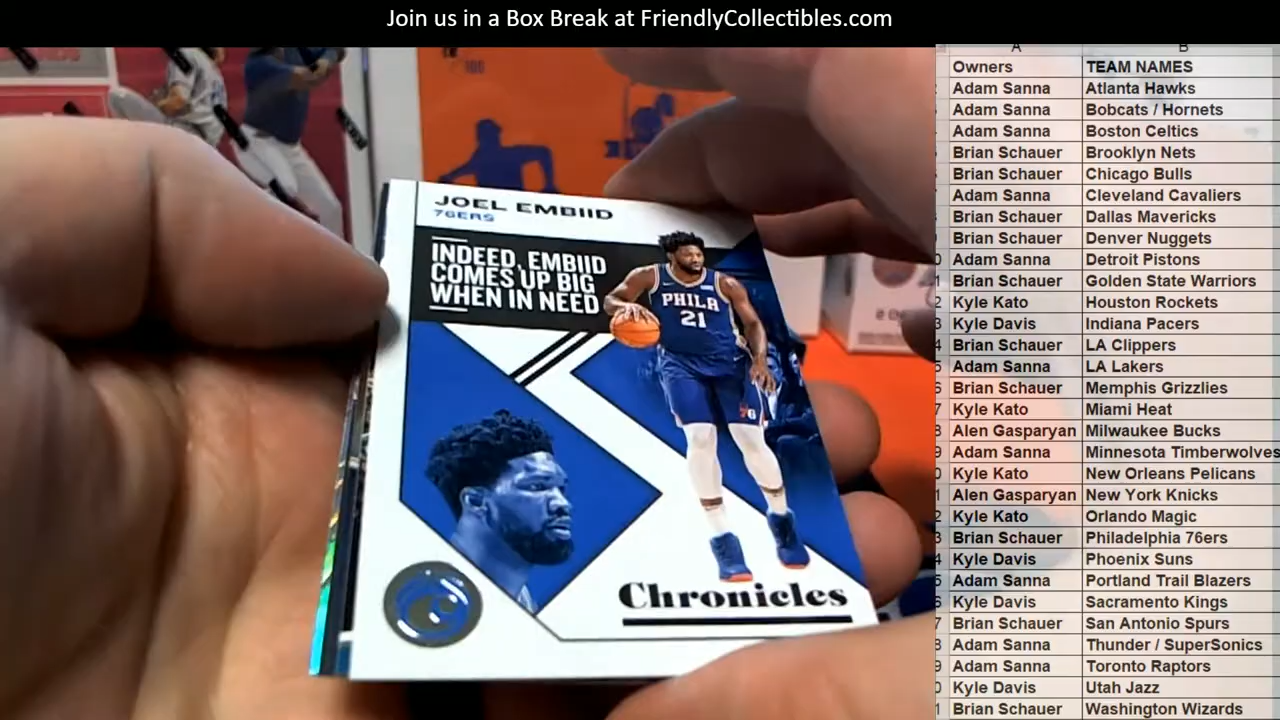 Join us in a Box Break at FriendlyCollectibles.com
A B
Owners TEAM NAMES
Adam Sanna Atlanta Hawks
Adam Sanna Bobcats / Hornets
Adam Sanna Boston Celtics
Brian Schauer Brooklyn Nets
Brian Schauer Chicago Bulls
Adam Sanna Cleveland Cavaliers
Brian Schauer Dallas Mavericks
Brian Schauer Denver Nuggets
Adam Sanna Detroit Pistons
Brian Schauer Golden State Warriors
Kyle Kato Houston Rockets
Kyle Davis Indiana Pacers
Brian Schauer LA Clippers
Adam Sanna LA Lakers
Brian Schauer Memphis Grizzlies
Kyle Kato Miami Heat
Alen Gasparyan Milwaukee Bucks
Adam Sanna Minnesota Timberwolves
Kyle Kato New Orleans Pelicans
Alen Gasparyan New York Knicks
Kyle Kato Orlando Magic
Brian Schauer Philadelphia 76ers
Kyle Davis Phoenix Suns
Adam Sanna Portland Trail Blazers
Kyle Davis Sacramento Kings
Brian Schauer San Antonio Spurs
Adam Sanna Thunder / SuperSonics
Adam Sanna Toronto Raptors
Kyle Davis Utah Jazz
Brian Schauer Washington Wizards
JOEL EMBIID
76ERS
INDEED, EMBIID
COMES UP BIG
WHEN IN NEED
PHILA
21
76
Chronicles